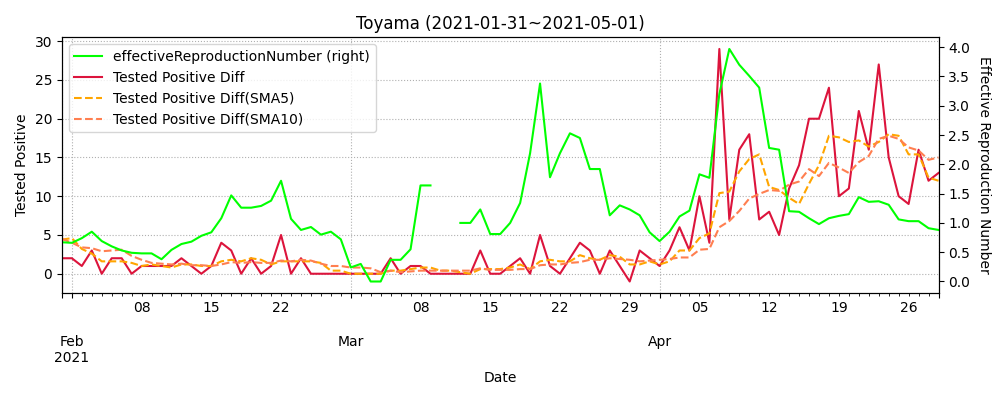 Toyama (2021-01-31~2021-05-01)
effectiveReproductionNumber (right)
Tested Positive Diff
Tested Positive Diff(SMA5)
Tested Positive Diff(SMA10)
Tested Positive
30
25
20
15
10
5
0
4.0
3.5
3.0
2.5
2.0
1.5
1.0
0.5
0.0
Effective Reproduction Number
08 15 22 08 15 22 29 05 12 19 26
Feb Mar Apr
2021
Date